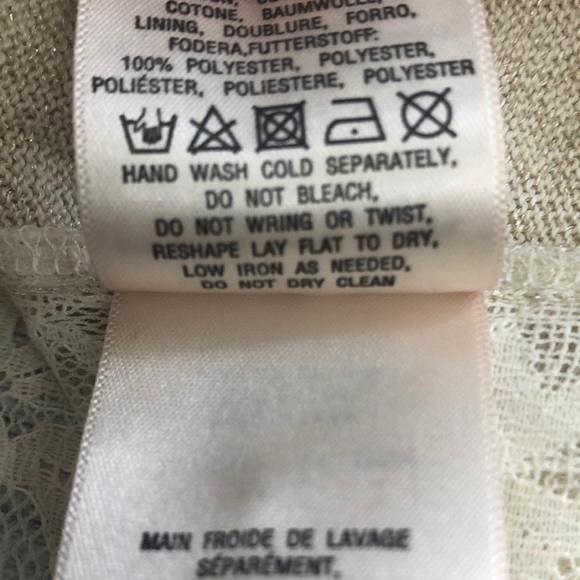 COTONE, BAUMWOLLE,
LINING, DOUBLURE, FORRO,
FODERA,FUTTERSTOFF:
100% POLYESTER, POLYESTER,
POLIÉSTER, POLIESTERE, POLYESTER
HAND WASH COLD SEPARATELY.
DO NOT BLEACH.
DO NOT WRING OR TWIST.
RESHAPE LAY FLAT TO DRY.
LOW IRON AS NEEDED.
DO NOT DRY CLEAN
MAIN FROIDE DE LAVAGE
SÉPARÉMENT.